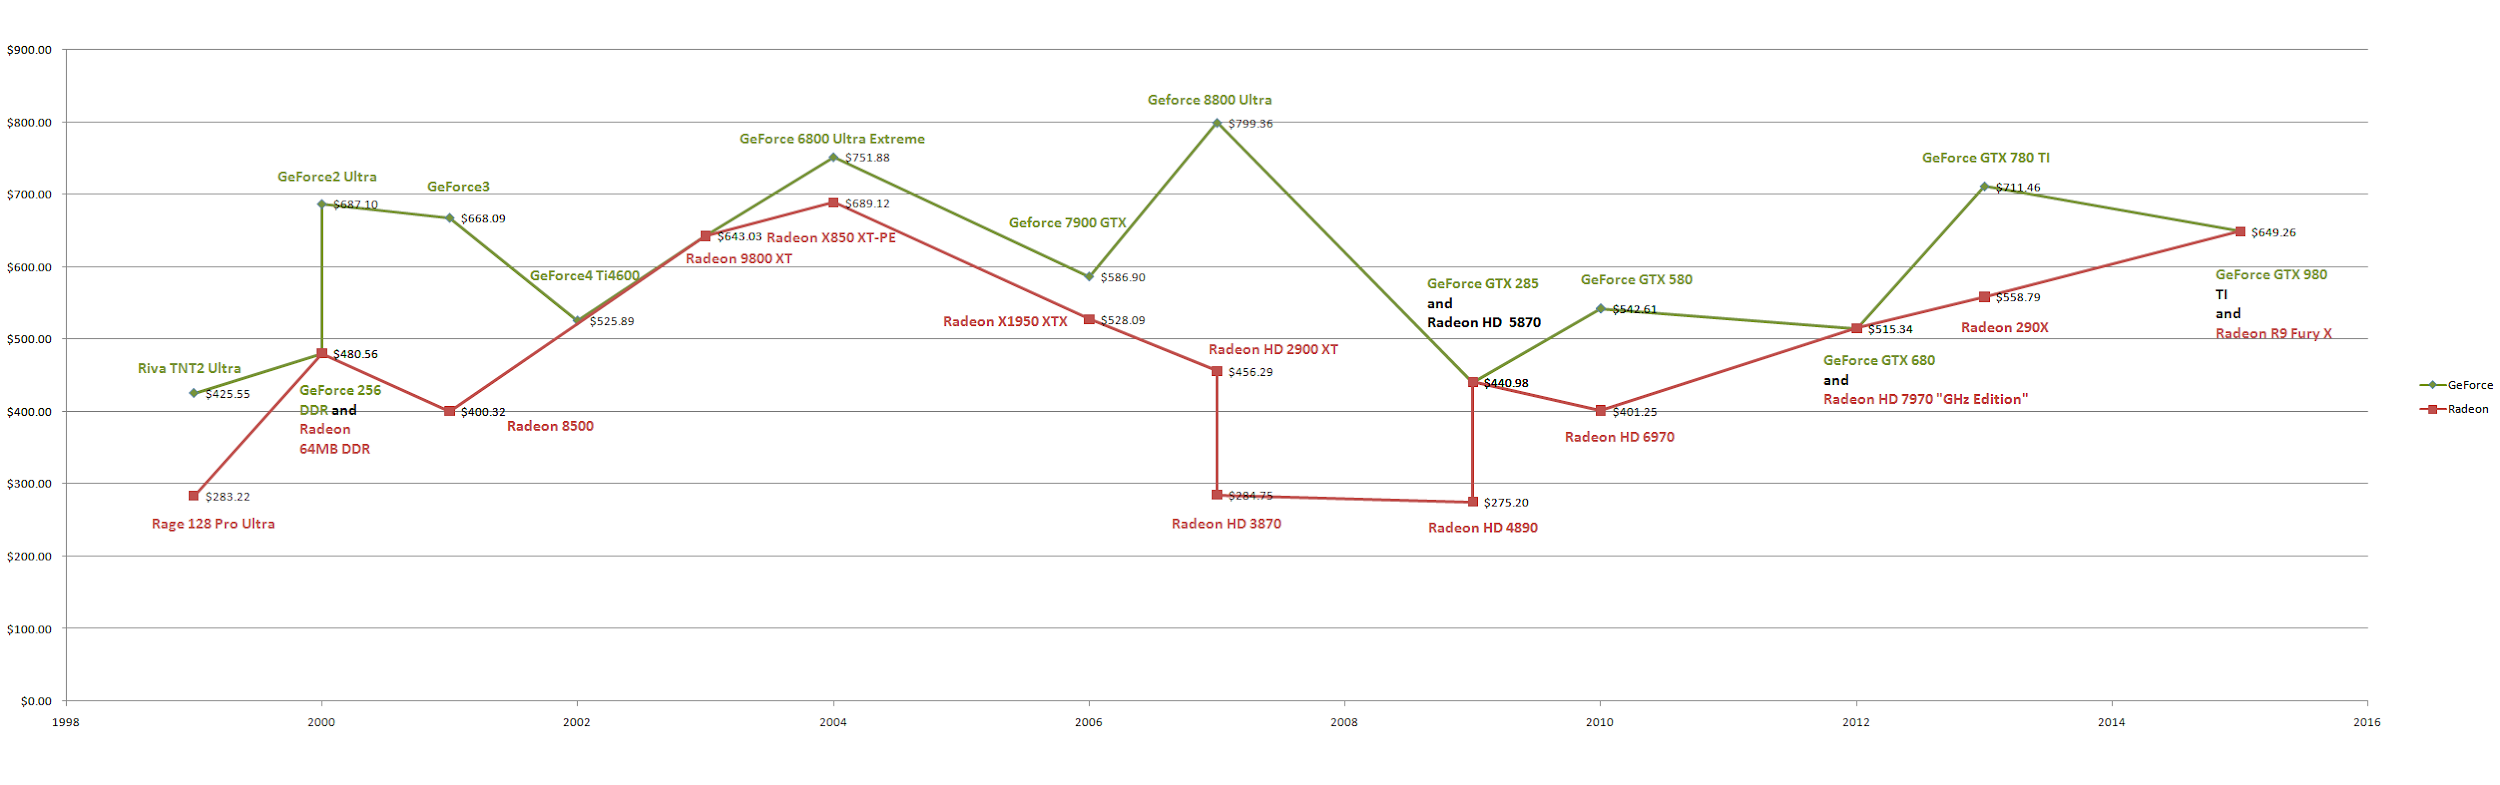 $900.00
$800.00
$700.00
$600.00
$500.00
$400.00
$300.00
$200.00
$100.00
$0.00
1998
2000
2002
2004
2006
2008
2010
2012
2014
2016
Riva TNT2 Ultra
$425.55
$283.22
Rage 128 Pro Ultra
GeForce2 Ultra
$687.10
$480.56
GeForce 256
DDR and
Radeon
64MB DDR
GeForce3
$668.09
$400.32
Radeon 8500
GeForce4 Ti4600
$525.89
$643.03
Radeon 9800 XT
GeForce 6800 Ultra Extreme
$751.88
$689.12
Radeon X850 XT-PE
Geforce 7900 GTX
$586.90
Radeon X1950 XTX
$528.09
Geforce 8800 Ultra
$799.36
Radeon HD 2900 XT
$456.29
$284.75
Radeon HD 3870
GeForce GTX 285
and
Radeon HD 5870
$440.98
$275.20
Radeon HD 4890
GeForce GTX 580
$542.61
$401.25
Radeon HD 6970
$515.34
GeForce GTX 680
and
Radeon HD 7970 "GHz Edition"
GeForce GTX 780 TI
$711.46
$558.79
Radeon 290X
$649.26
GeForce GTX 980
TI
and
Radeon R9 Fury X
GeForce
Radeon